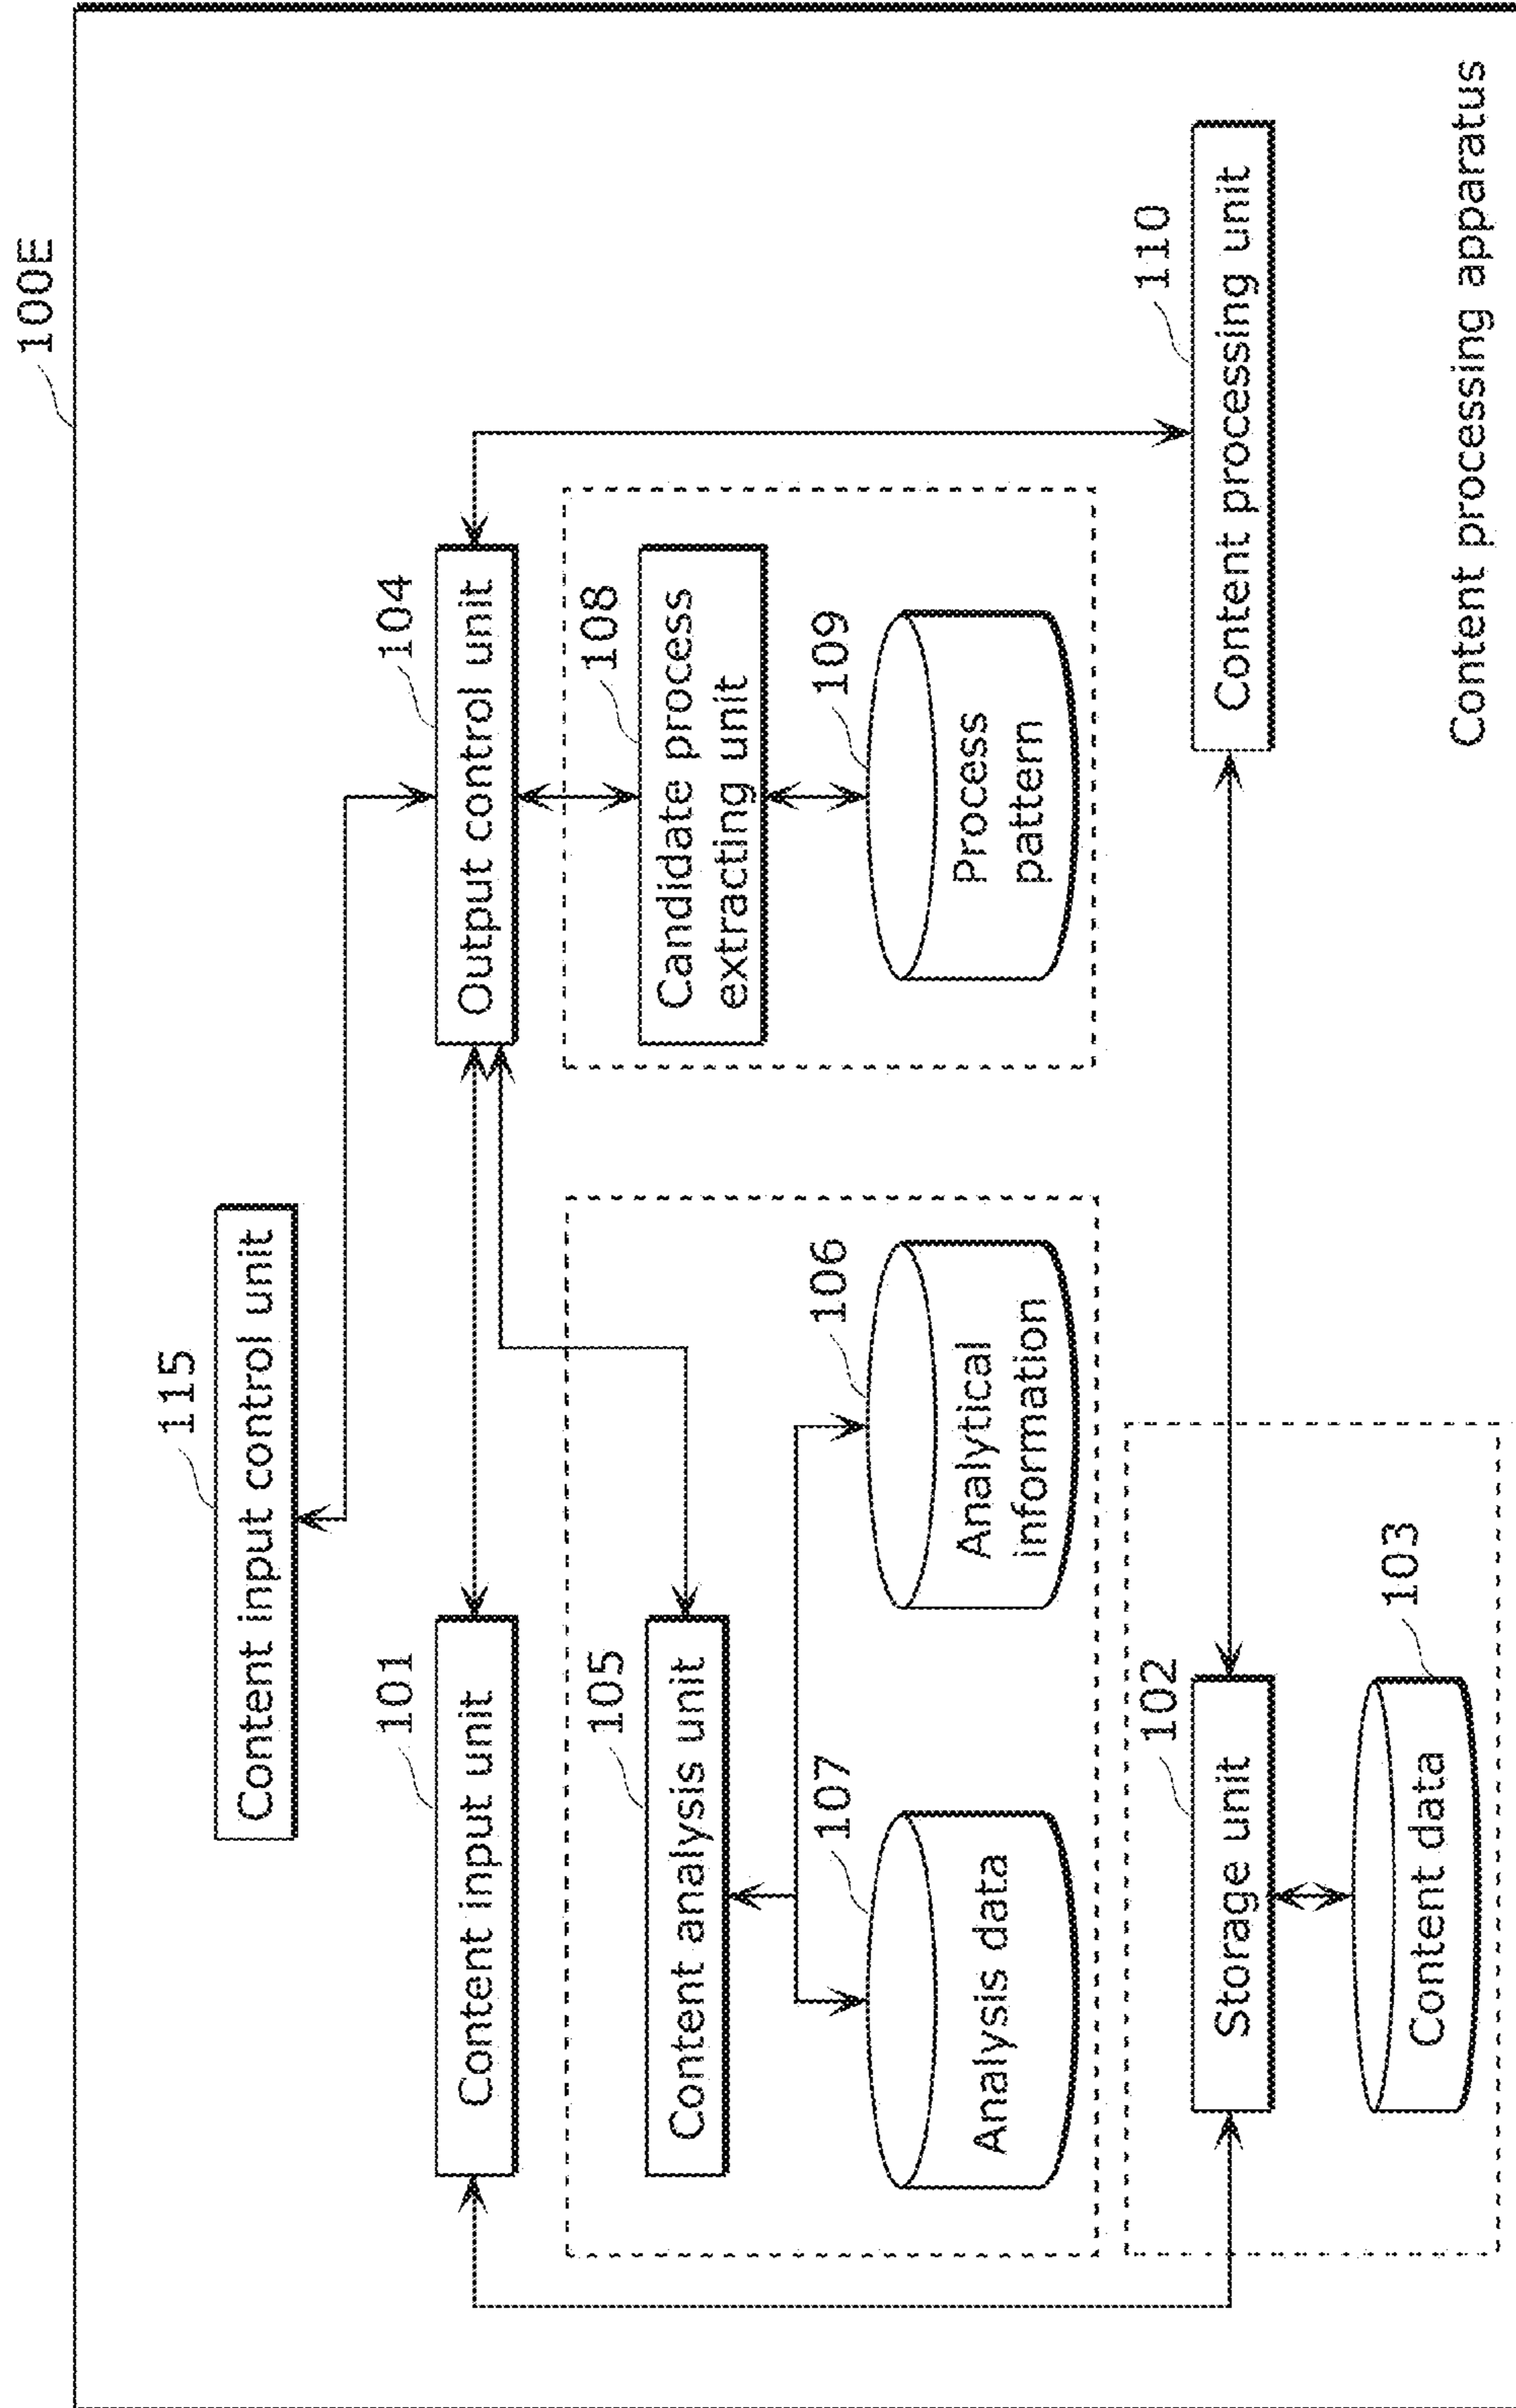 100E
115
Content input control unit
101
Content input unit
104
Output control unit
105
Content analysis unit
108
Candidate process
extracting unit
107
Analysis data
106
Analytical
information
109
Process
pattern
102
Storage unit
110
Content processing unit
103
Content data
Content processing apparatus